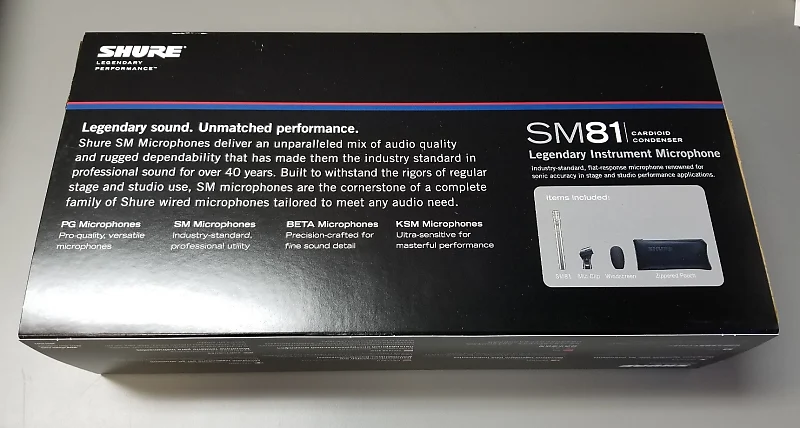 SHURE®
LEGENDARY
PERFORMANCE™
Legendary sound. Unmatched performance.
Shure SM Microphones deliver an unparalleled mix of audio quality
and rugged dependability that has made them the industry standard in
professional sound for over 40 years. Built to withstand the rigors of regular
stage and studio use, SM microphones are the cornerstone of a complete
family of Shure wired microphones tailored to meet any audio need.
PG Microphones
Pro-quality, versatile
microphones
SM Microphones
Industry-standard,
professional utility
BETA Microphones
Precision-crafted for
fine sound detail
KSM Microphones
Ultra-sensitive for
masterful performance
SM81 CARDIOID
CONDENSER
Legendary Instrument Microphone
Industry-standard, flat-response microphone renowned for
sonic accuracy in stage and studio performance applications.
Items Included:
SM81 Mic Clip Windscreen Zippered Pouch